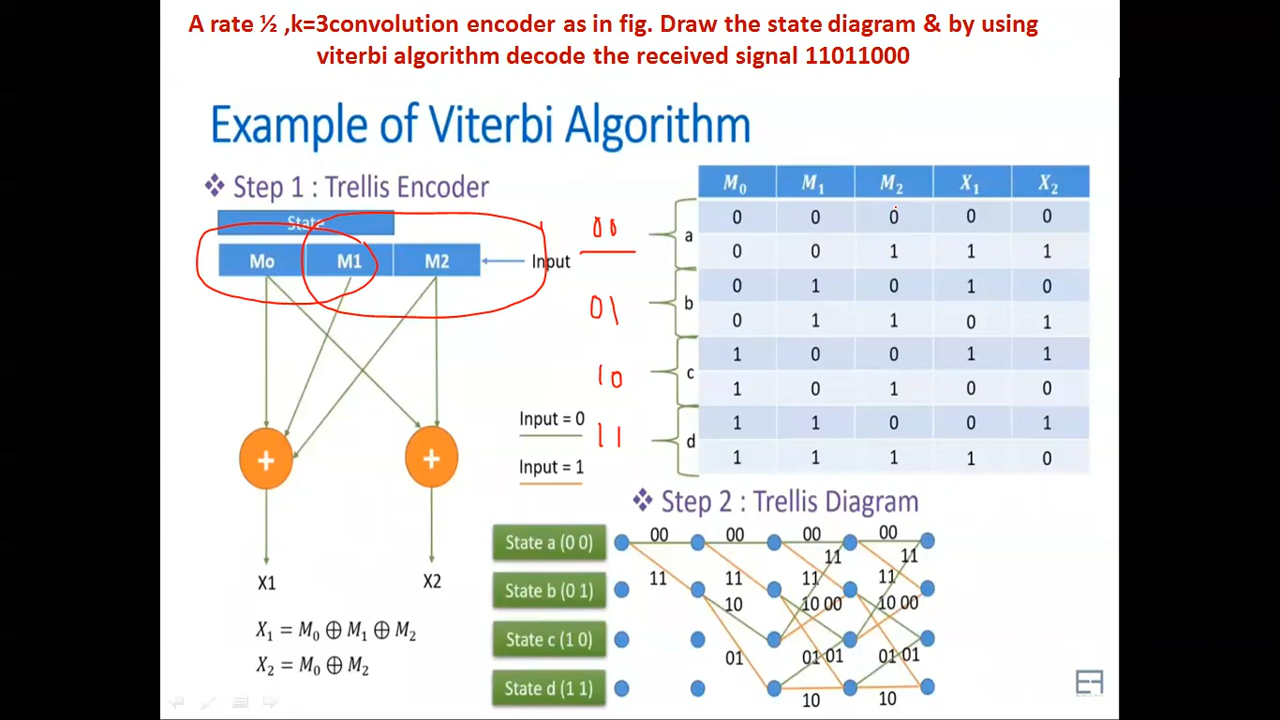 A rate ½ ,k=3convolution encoder as in fig. Draw the state diagram & by using
viterbi algorithm decode the received signal 11011000
Example of Viterbi Algorithm
❖ Step 1 : Trellis Encoder
State
Mo M1 M2 Input
X1 X2
X₁ = M₀ ⊕ M₁ ⊕ M₂
X₂ = M₀ ⊕ M₂
Input = 0
Input = 1
00
01
10
11
M₀ M₁ M₂ X₁ X₂
a
0 0 0 0 0
0 0 1 1 1
b
0 1 0 1 0
0 1 1 0 1
c
1 0 0 1 1
1 0 1 0 0
d
1 1 0 0 1
1 1 1 1 0
❖ Step 2 : Trellis Diagram
00 00 00 00
State a (0 0)
11 11
11 11 11 11
State b (0 1)
10 10 00 10 00
State c (1 0)
01 01 01 01 01
State d (1 1)
10 10
EF